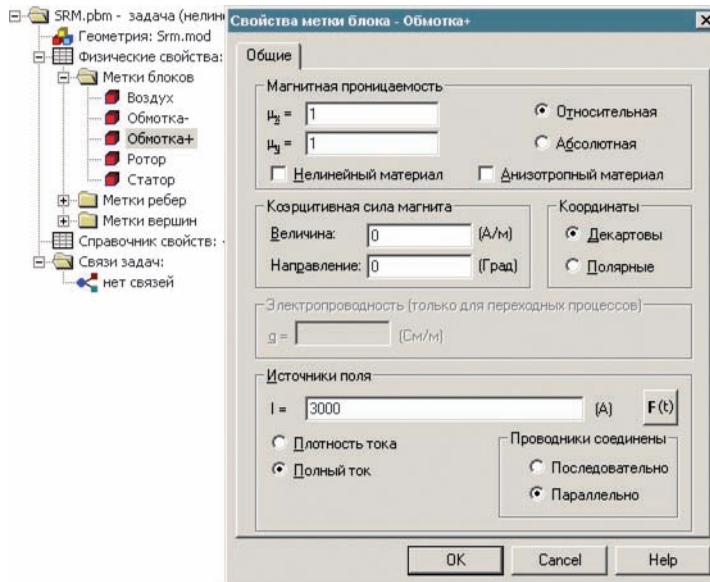 SRM.pbm - задача (нелин
Геометрия: Srm.mod
Физические свойства:
Метки блоков
Воздух
Обмотка-
Обмотка+
Ротор
Статор
Метки ребер
Метки вершин
Справочник свойств:
Связи задач:
нет связей
Свойства метки блока - Обмотка+
Общие
Магнитная проницаемость
μx = 1
μy = 1
Относительная
Абсолютная
Нелинейный материал
Анизотропный материал
Коэрцитивная сила магнита
Величина: 0 (А/м)
Направление: 0 (Град)
Координаты
Декартовы
Полярные
Электропроводность (только для переходных процессов)
g = (См/м)
Источники поля
I = 3000 (A) F(t)
Плотность тока
Полный ток
Проводники соединены
Последовательно
Параллельно
OK Cancel Help